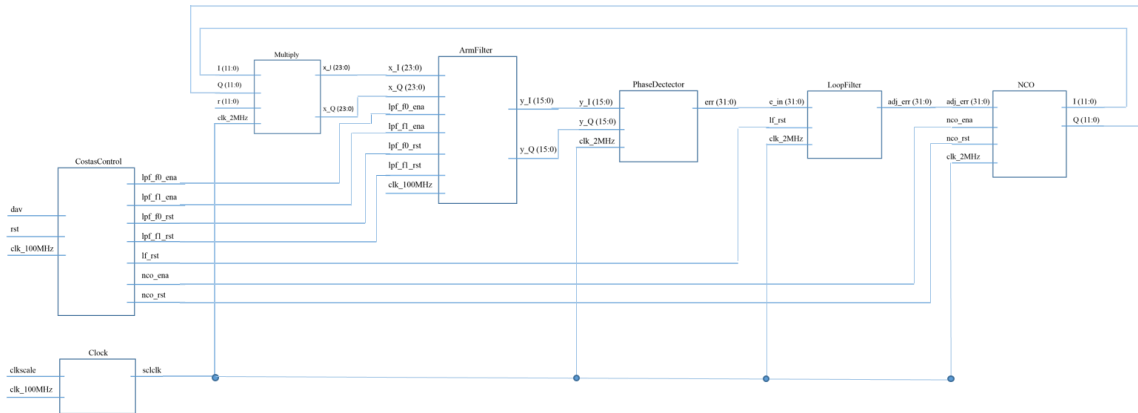 Multiply
I (11:0)
Q (11:0)
r (11:0)
clk_2MHz
x_I (23:0)
x_Q (23:0)
ArmFilter
x_I (23:0)
x_Q (23:0)
lpf_f0_ena
lpf_f1_ena
lpf_f0_rst
lpf_f1_rst
clk_100MHz
y_I (15:0)
y_Q (15:0)
PhaseDectector
y_I (15:0)
y_Q (15:0)
clk_2MHz
err (31:0)
LoopFilter
e_in (31:0)
lf_rst
clk_2MHz
adj_err (31:0)
NCO
adj_err (31:0)
nco_ena
nco_rst
clk_2MHz
I (11:0)
Q (11:0)
CostasControl
dav
rst
clk_100MHz
lpf_f0_ena
lpf_f1_ena
lpf_f0_rst
lpf_f1_rst
lf_rst
nco_ena
nco_rst
Clock
clkscale
clk_100MHz
sclclk